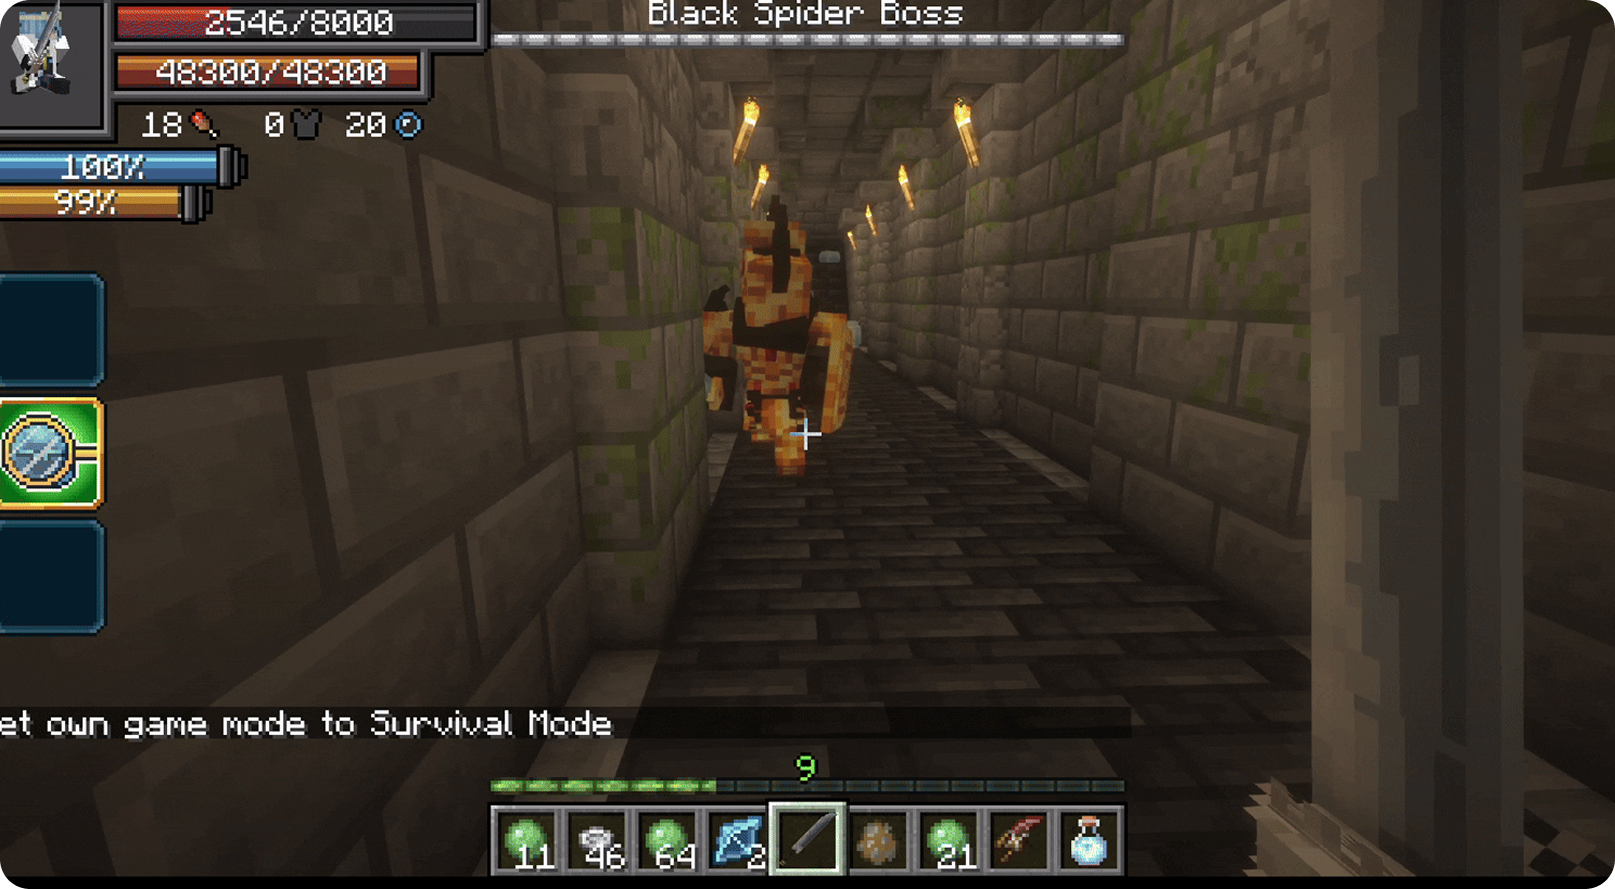 Black Spider Boss
2546/8000
48300/48300
18 0 20
100%
99%
et own game mode to Survival Mode
9
11 46 64 2 21